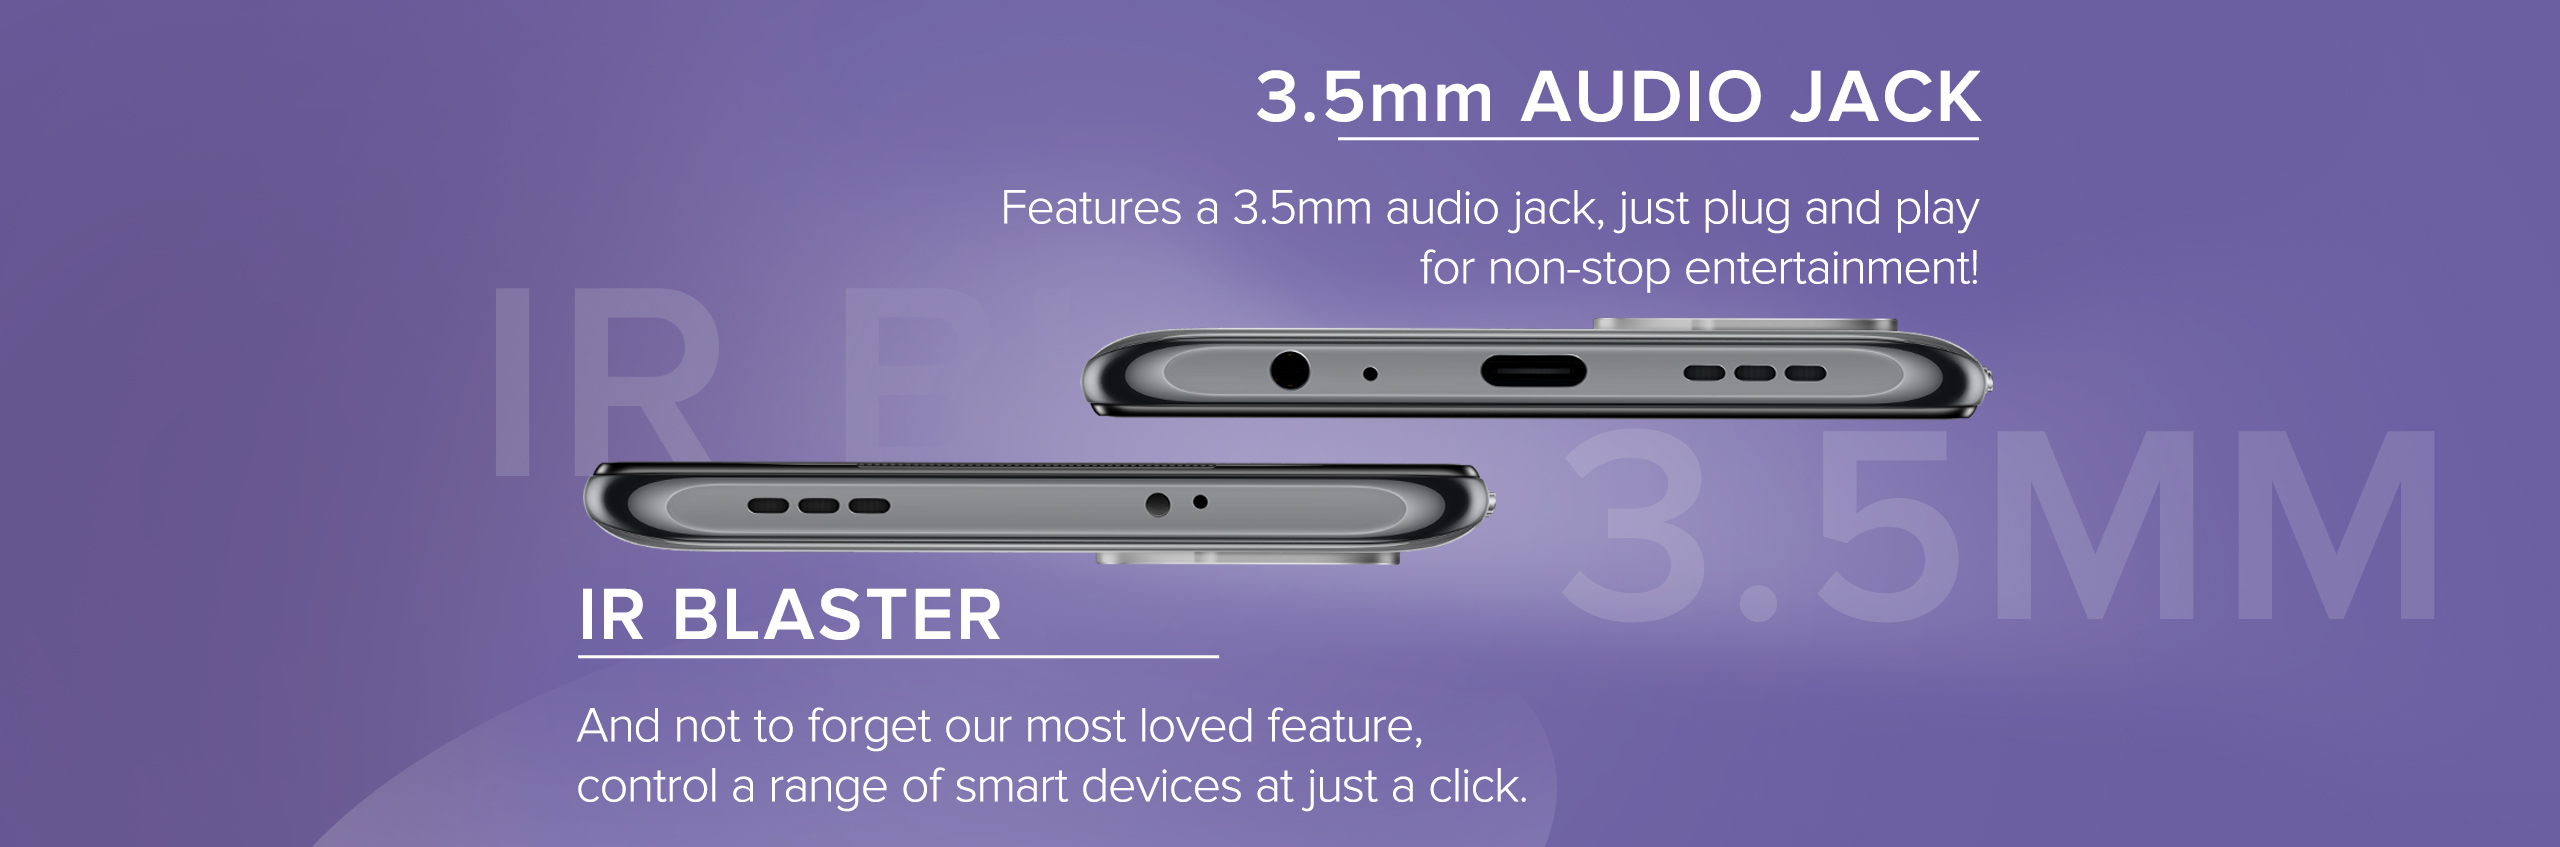 3.5mm AUDIO JACK
Features a 3.5mm audio jack, just plug and play
for non-stop entertainment!
IR B
3.5MM
IR BLASTER
And not to forget our most loved feature,
control a range of smart devices at just a click.